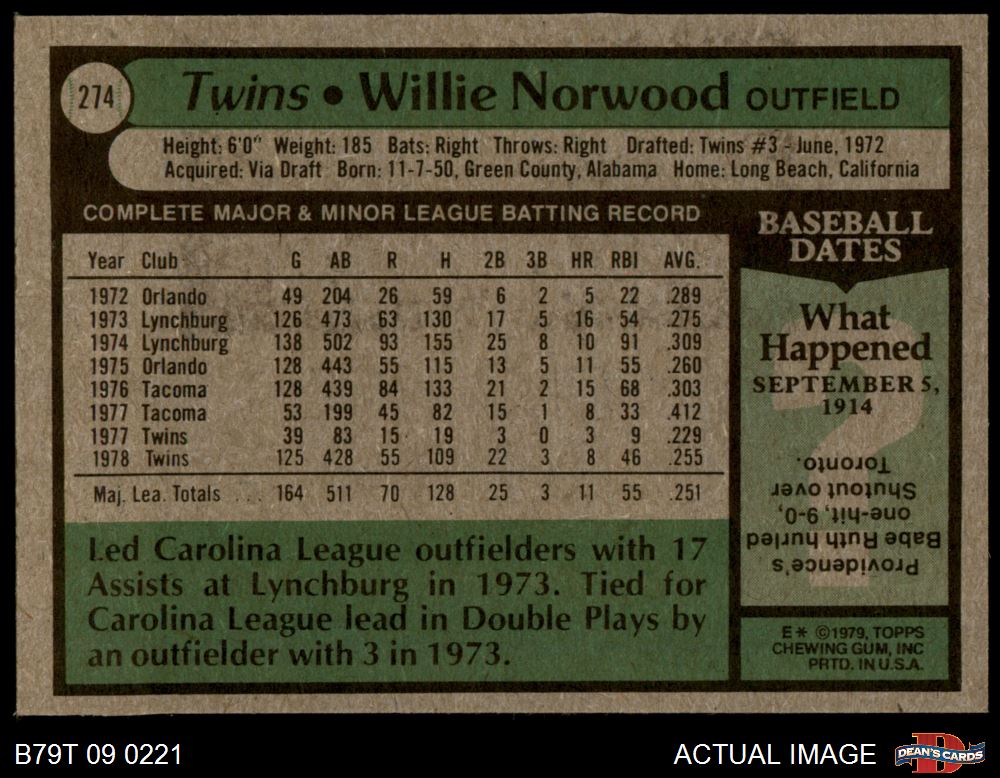 274
Twins • Willie Norwood OUTFIELD
Height: 6'0" Weight: 185 Bats: Right Throws: Right Drafted: Twins #3 - June, 1972
Acquired: Via Draft Born: 11-7-50, Green County, Alabama Home: Long Beach, California
COMPLETE MAJOR & MINOR LEAGUE BATTING RECORD
Year Club G AB R H 2B 3B HR RBI AVG.
1972 Orlando 49 204 26 59 6 2 5 22 .289
1973 Lynchburg 126 473 63 130 17 5 16 54 .275
1974 Lynchburg 138 502 93 155 25 8 10 91 .309
1975 Orlando 128 443 55 115 13 5 11 55 .260
1976 Tacoma 128 439 84 133 21 2 15 68 .303
1977 Tacoma 53 199 45 82 15 1 8 33 .412
1977 Twins 39 83 15 19 3 0 3 9 .229
1978 Twins 125 428 55 109 22 3 8 46 .255
Maj. Lea. Totals ... 164 511 70 128 25 3 11 55 .251
Led Carolina League outfielders with 17
Assists at Lynchburg in 1973. Tied for
Carolina League lead in Double Plays by
an outfielder with 3 in 1973.
BASEBALL
DATES
What
Happened
SEPTEMBER 5,
1914
Providence's
Babe Ruth hurled
one-hit, 9-0,
Shutout over
Toronto.
E* ©1979, TOPPS
CHEWING GUM, INC
PRTD. IN U.S.A.
B79T 09 0221
ACTUAL IMAGE
DEAN'S CARDS